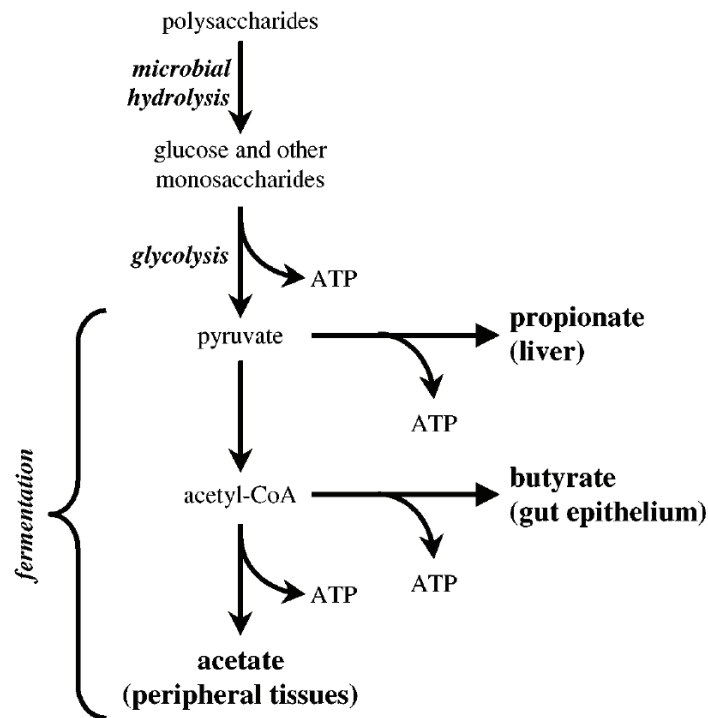 polysaccharides
microbial
hydrolysis
glucose and other
monosaccharides
glycolysis
ATP
pyruvate
propionate
(liver)
ATP
acetyl-CoA
butyrate
(gut epithelium)
ATP
ATP
acetate
(peripheral tissues)
fermentation